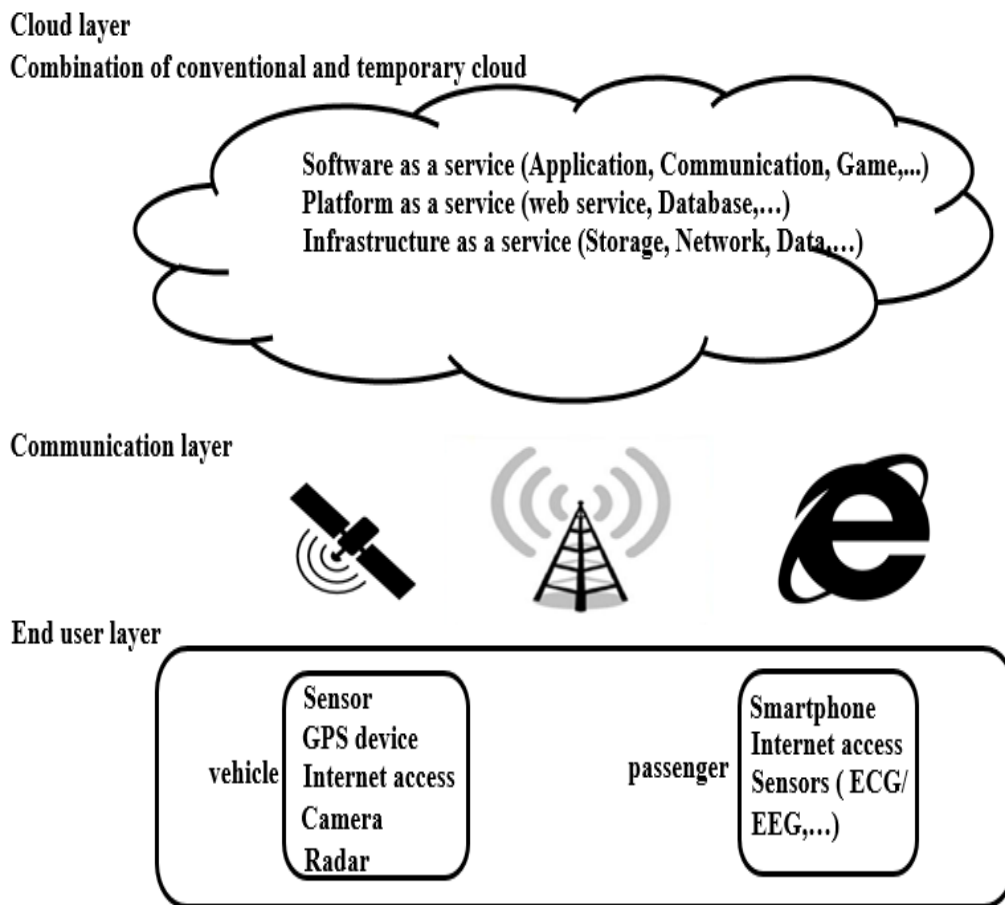 Cloud layer
Combination of conventional and temporary cloud
Software as a service (Application, Communication, Game,...)
Platform as a service (web service, Database,...)
Infrastructure as a service (Storage, Network, Data,...)
Communication layer
End user layer
vehicle
Sensor
GPS device
Internet access
Camera
Radar
passenger
Smartphone
Internet access
Sensors ( ECG/
EEG,...)